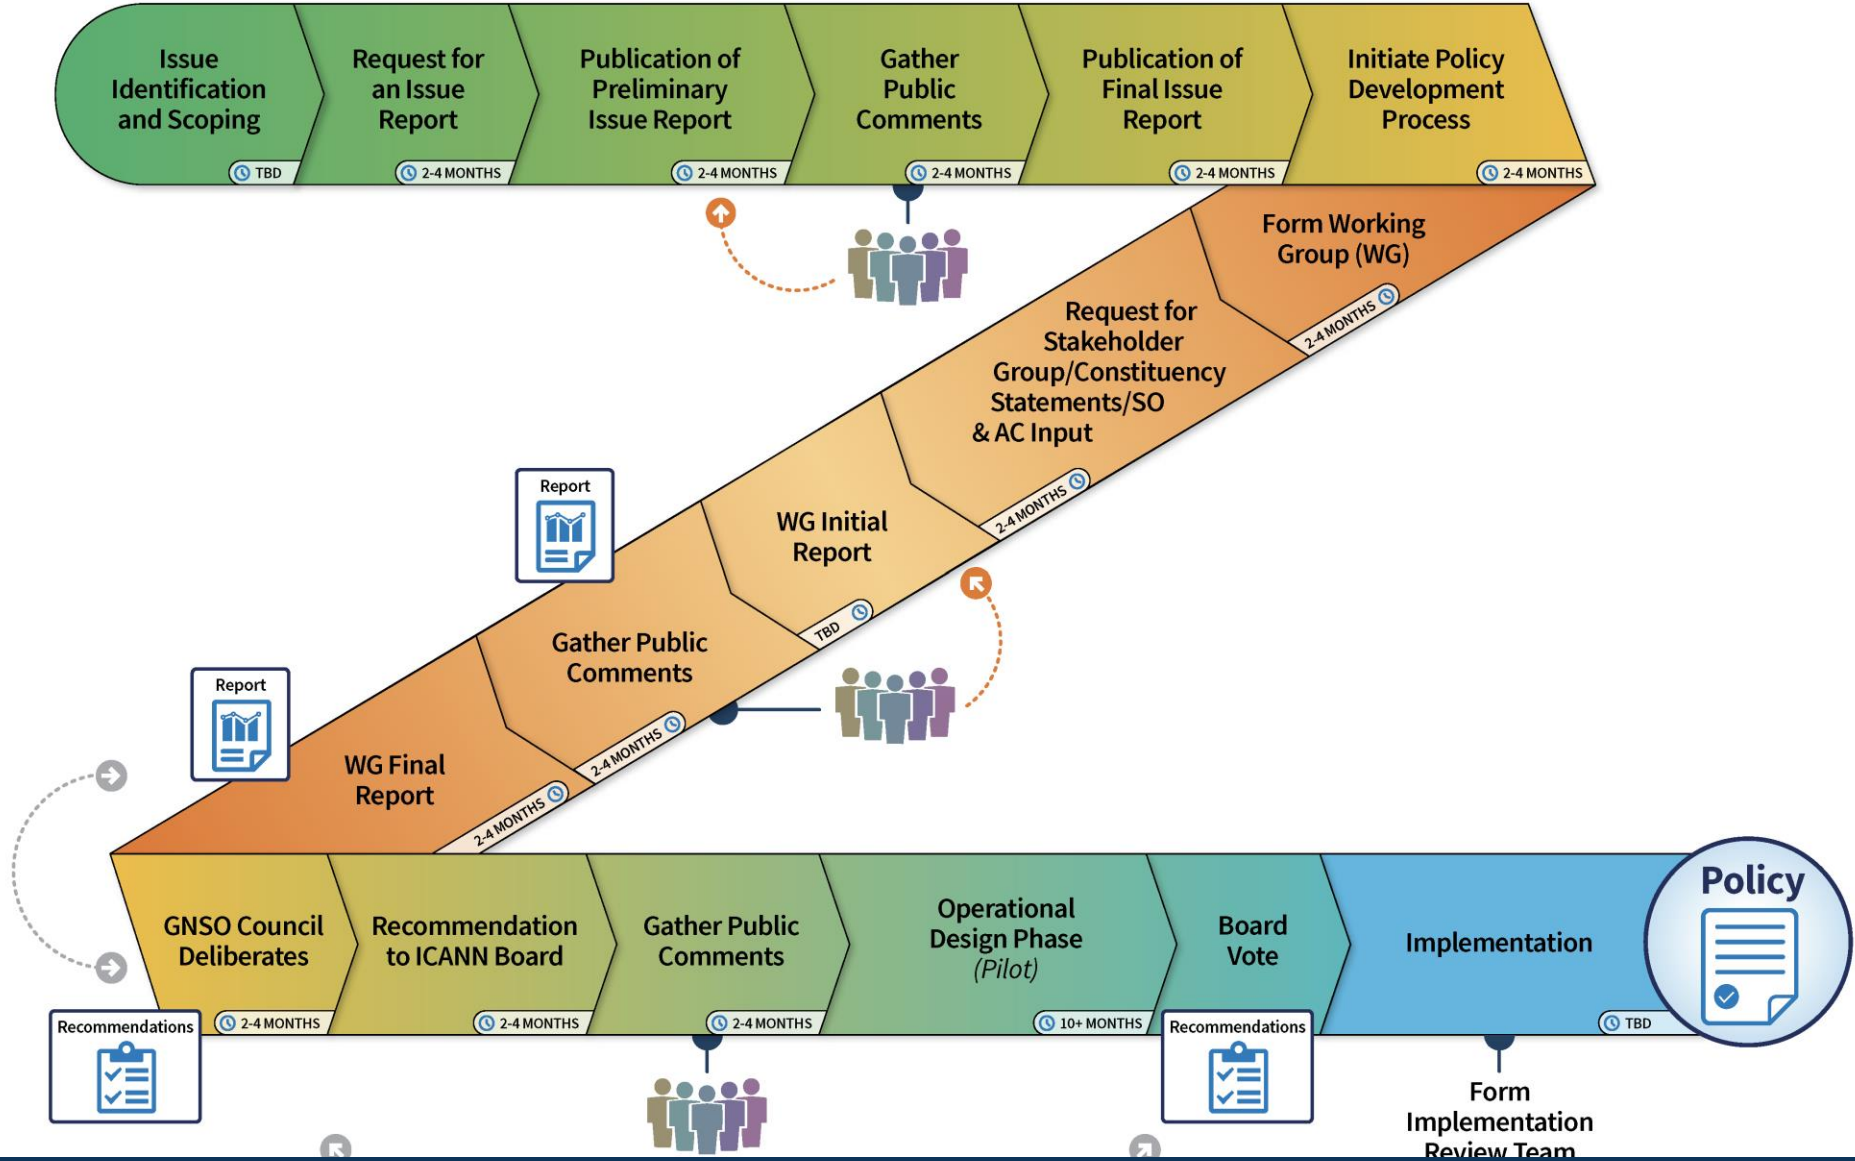 Issue
Identification
and Scoping
TBD
Request for
an Issue
Report
2-4 MONTHS
Publication of
Preliminary
Issue Report
2-4 MONTHS
Gather
Public
Comments
2-4 MONTHS
Publication of
Final Issue
Report
2-4 MONTHS
Initiate Policy
Development
Process
2-4 MONTHS
Form Working
Group (WG)
2-4 MONTHS
Request for
Stakeholder
Group/Constituency
Statements/SO
& AC Input
2-4 MONTHS
WG Initial
Report
TBD
Report
Gather Public
Comments
2-4 MONTHS
Report
WG Final
Report
2-4 MONTHS
GNSO Council
Deliberates
2-4 MONTHS
Recommendations
Recommendation
to ICANN Board
2-4 MONTHS
Gather Public
Comments
2-4 MONTHS
Operational
Design Phase
(Pilot)
10+ MONTHS
Board
Vote
Recommendations
Implementation
TBD
Policy
Form
Implementation
Review Team